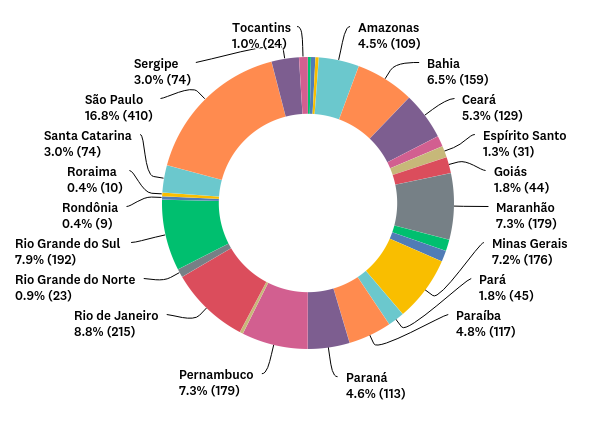 Tocantins
1.0% (24)
Amazonas
4.5% (109)
Sergipe
3.0% (74)
Bahia
6.5% (159)
São Paulo
16.8% (410)
Ceará
5.3% (129)
Santa Catarina
3.0% (74)
Espírito Santo
1.3% (31)
Roraima
0.4% (10)
Goiás
1.8% (44)
Rondônia
0.4% (9)
Maranhão
7.3% (179)
Rio Grande do Sul
7.9% (192)
Minas Gerais
7.2% (176)
Rio Grande do Norte
0.9% (23)
Pará
1.8% (45)
Rio de Janeiro
8.8% (215)
Paraíba
4.8% (117)
Pernambuco
7.3% (179)
Paraná
4.6% (113)